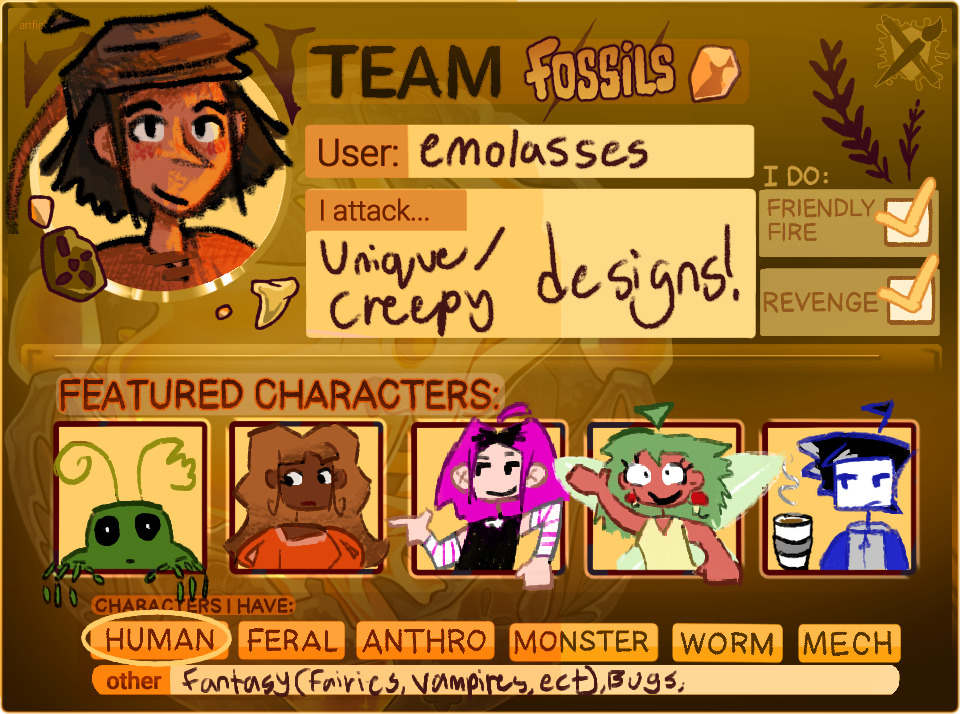 TEAM FOSSILS
User: emolasses
I DO:
I attack...
FRIENDLY
FIRE
Unique/
Creepy designs!
REVENGE
FEATURED CHARACTERS:
CHARACTERS I HAVE:
HUMAN FERAL ANTHRO MONSTER WORM MECH
other Fantasy (Fairies, Vampires, ect), Bugs,